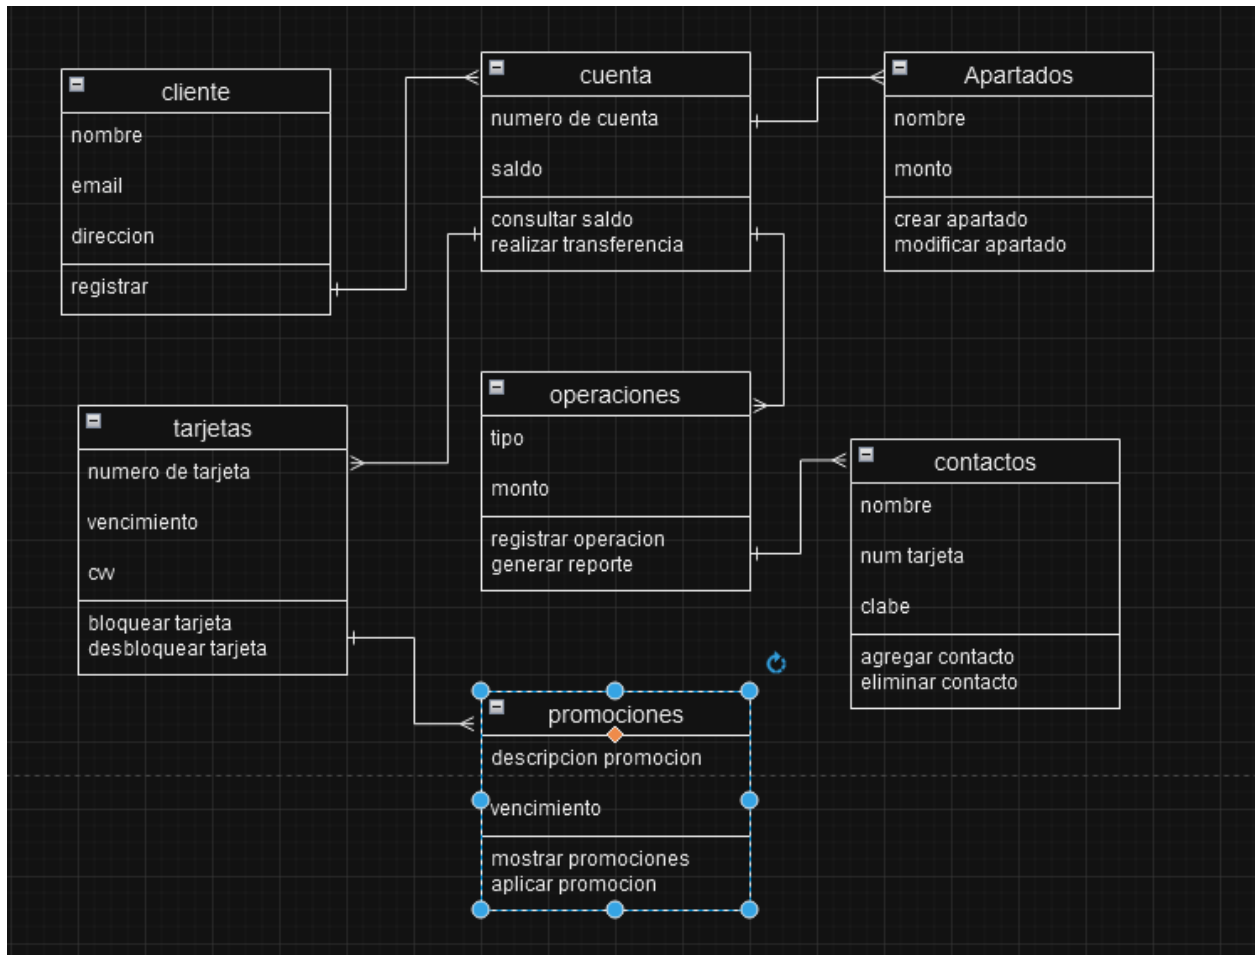 cliente
nombre
email
direccion
registrar
cuenta
numero de cuenta
saldo
consultar saldo
realizar transferencia
Apartados
nombre
monto
crear apartado
modificar apartado
tarjetas
numero de tarjeta
vencimiento
cvv
bloquear tarjeta
desbloquear tarjeta
operaciones
tipo
monto
registrar operacion
generar reporte
contactos
nombre
num tarjeta
clabe
agregar contacto
eliminar contacto
promociones
descripcion promocion
vencimiento
mostrar promociones
aplicar promocion